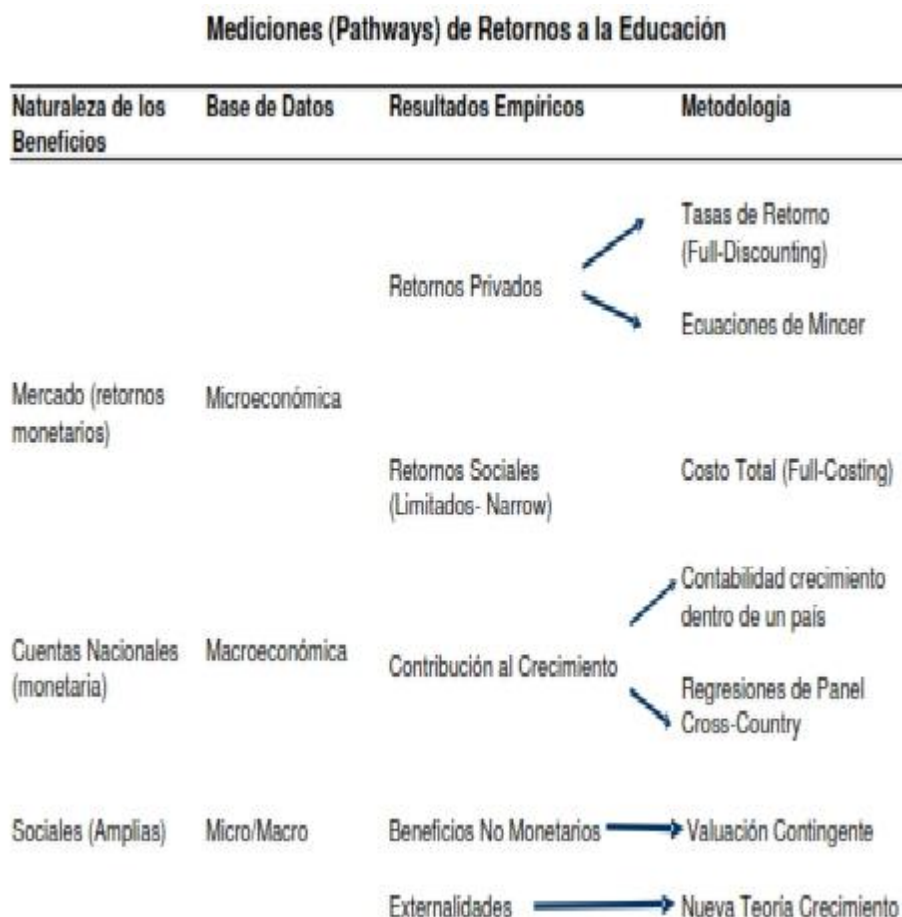 Mediciones (Pathways) de Retornos a la Educación
Naturaleza de los Beneficios
Base de Datos
Resultados Empíricos
Metodología
Tasas de Retorno
(Full-Discounting)
Retornos Privados
Ecuaciones de Mincer
Mercado (retornos
monetarios)
Microeconómica
Retornos Sociales
(Limitados- Narrow)
Costo Total (Full-Costing)
Contabilidad crecimiento
dentro de un país
Cuentas Nacionales
(monetaria)
Macroeconómica
Contribución al Crecimiento
Regresiones de Panel
Cross-Country
Sociales (Amplias)
Micro/Macro
Beneficios No Monetarios
Valuación Contingente
Externalidades
Nueva Teoría Crecimiento